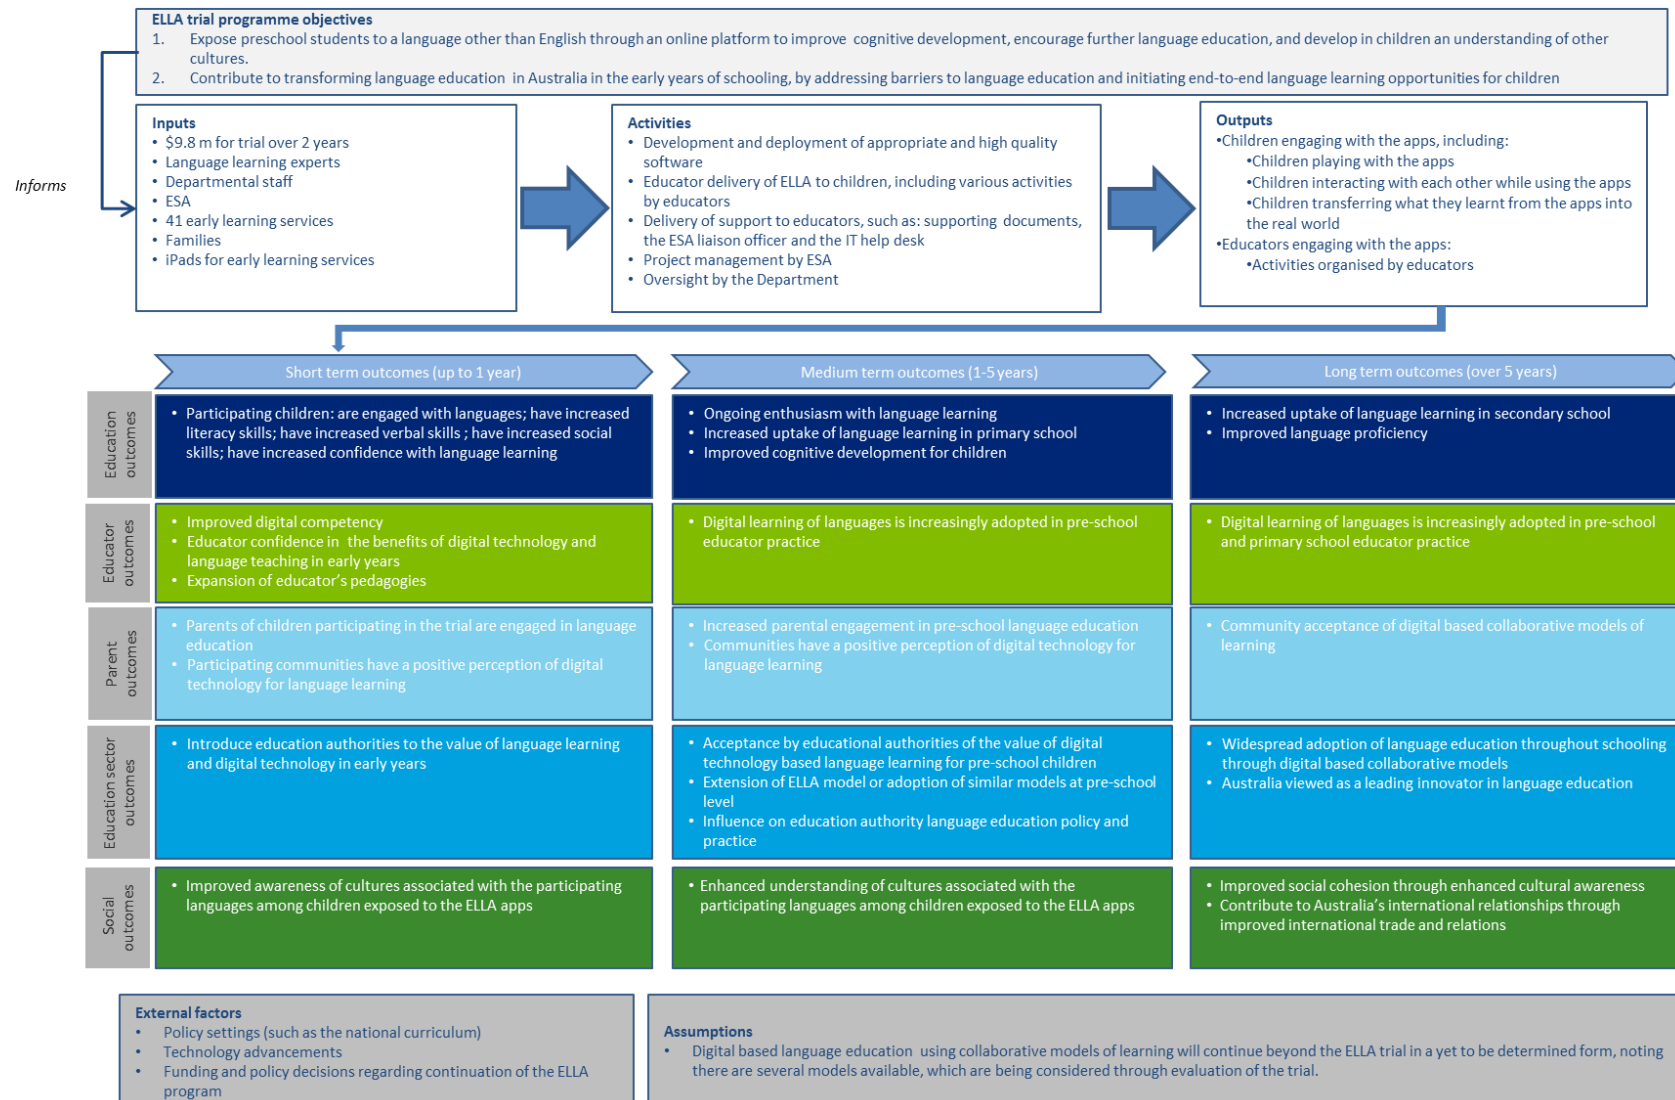 ELLA trial programme objectives
1. Expose preschool students to a language other than English through an online platform to improve cognitive development, encourage further language education, and develop in children an understanding of other
cultures.
2. Contribute to transforming language education in Australia in the early years of schooling, by addressing barriers to language education and initiating end-to-end language learning opportunities for children
Informs
Inputs
• $9.8 m for trial over 2 years
• Language learning experts
• Departmental staff
• ESA
• 41 early learning services
• Families
• iPads for early learning services
Activities
• Development and deployment of appropriate and high quality
software
• Educator delivery of ELLA to children, including various activities
by educators
• Delivery of support to educators, such as: supporting documents,
the ESA liaison officer and the IT help desk
• Project management by ESA
• Oversight by the Department
Outputs
•Children engaging with the apps, including:
•Children playing with the apps
•Children interacting with each other while using the apps
•Children transferring what they learnt from the apps into
the real world
•Educators engaging with the apps:
•Activities organised by educators
Short term outcomes (up to 1 year)
Medium term outcomes (1-5 years)
Long term outcomes (over 5 years)
Education
outcomes
• Participating children: are engaged with languages; have increased
literacy skills; have increased verbal skills ; have increased social
skills; have increased confidence with language learning
• Ongoing enthusiasm with language learning
• Increased uptake of language learning in primary school
• Improved cognitive development for children
• Increased uptake of language learning in secondary school
• Improved language proficiency
Educator
outcomes
• Improved digital competency
• Educator confidence in the benefits of digital technology and
language teaching in early years
• Expansion of educator's pedagogies
• Digital learning of languages is increasingly adopted in pre-school
educator practice
• Digital learning of languages is increasingly adopted in pre-school
and primary school educator practice
Parent
outcomes
• Parents of children participating in the trial are engaged in language
education
• Participating communities have a positive perception of digital
technology for language learning
• Increased parental engagement in pre-school language education
• Communities have a positive perception of digital technology for
language learning
• Community acceptance of digital based collaborative models of
learning
Education sector
outcomes
• Introduce education authorities to the value of language learning
and digital technology in early years
• Acceptance by educational authorities of the value of digital
technology based language learning for pre-school children
• Extension of ELLA model or adoption of similar models at pre-school
level
• Influence on education authority language education policy and
practice
• Widespread adoption of language education throughout schooling
through digital based collaborative models
• Australia viewed as a leading innovator in language education
Social
outcomes
• Improved awareness of cultures associated with the participating
languages among children exposed to the ELLA apps
• Enhanced understanding of cultures associated with the
participating languages among children exposed to the ELLA apps
• Improved social cohesion through enhanced cultural awareness
• Contribute to Australia's international relationships through
improved international trade and relations
External factors
• Policy settings (such as the national curriculum)
• Technology advancements
• Funding and policy decisions regarding continuation of the ELLA
program
Assumptions
• Digital based language education using collaborative models of learning will continue beyond the ELLA trial in a yet to be determined form, noting
there are several models available, which are being considered through evaluation of the trial.